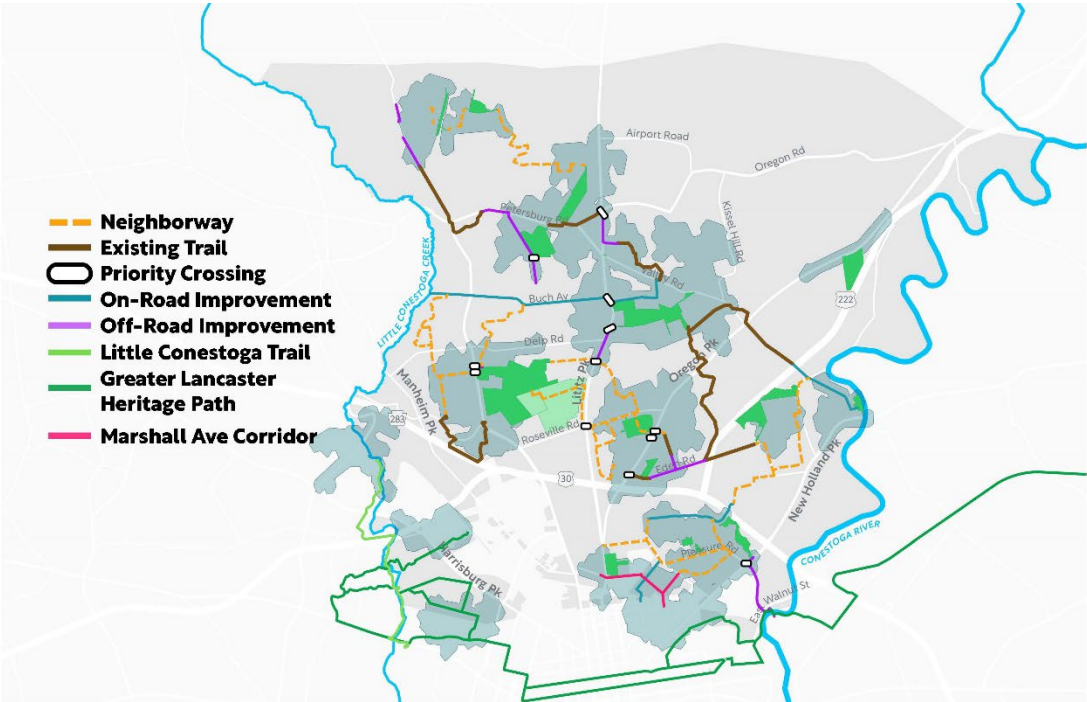 Airport Road
Oregon Rd
Kissel Hill Rd
Petersburg Rd
Valley Rd
222
Neighborway
Existing Trail
Priority Crossing
On-Road Improvement
Off-Road Improvement
Little Conestoga Trail
Greater Lancaster
Heritage Path
Marshall Ave Corridor
LITTLE CONESTOGA CREEK
Buch Av
Delp Rd
Oregon Pk
Lititz Pk
Manheim Pk
283
Roseville Rd
Eden Rd
30
New Holland Pk
CONESTOGA RIVER
Pleasure Rd
Harrisburg Pk
East Walnut St